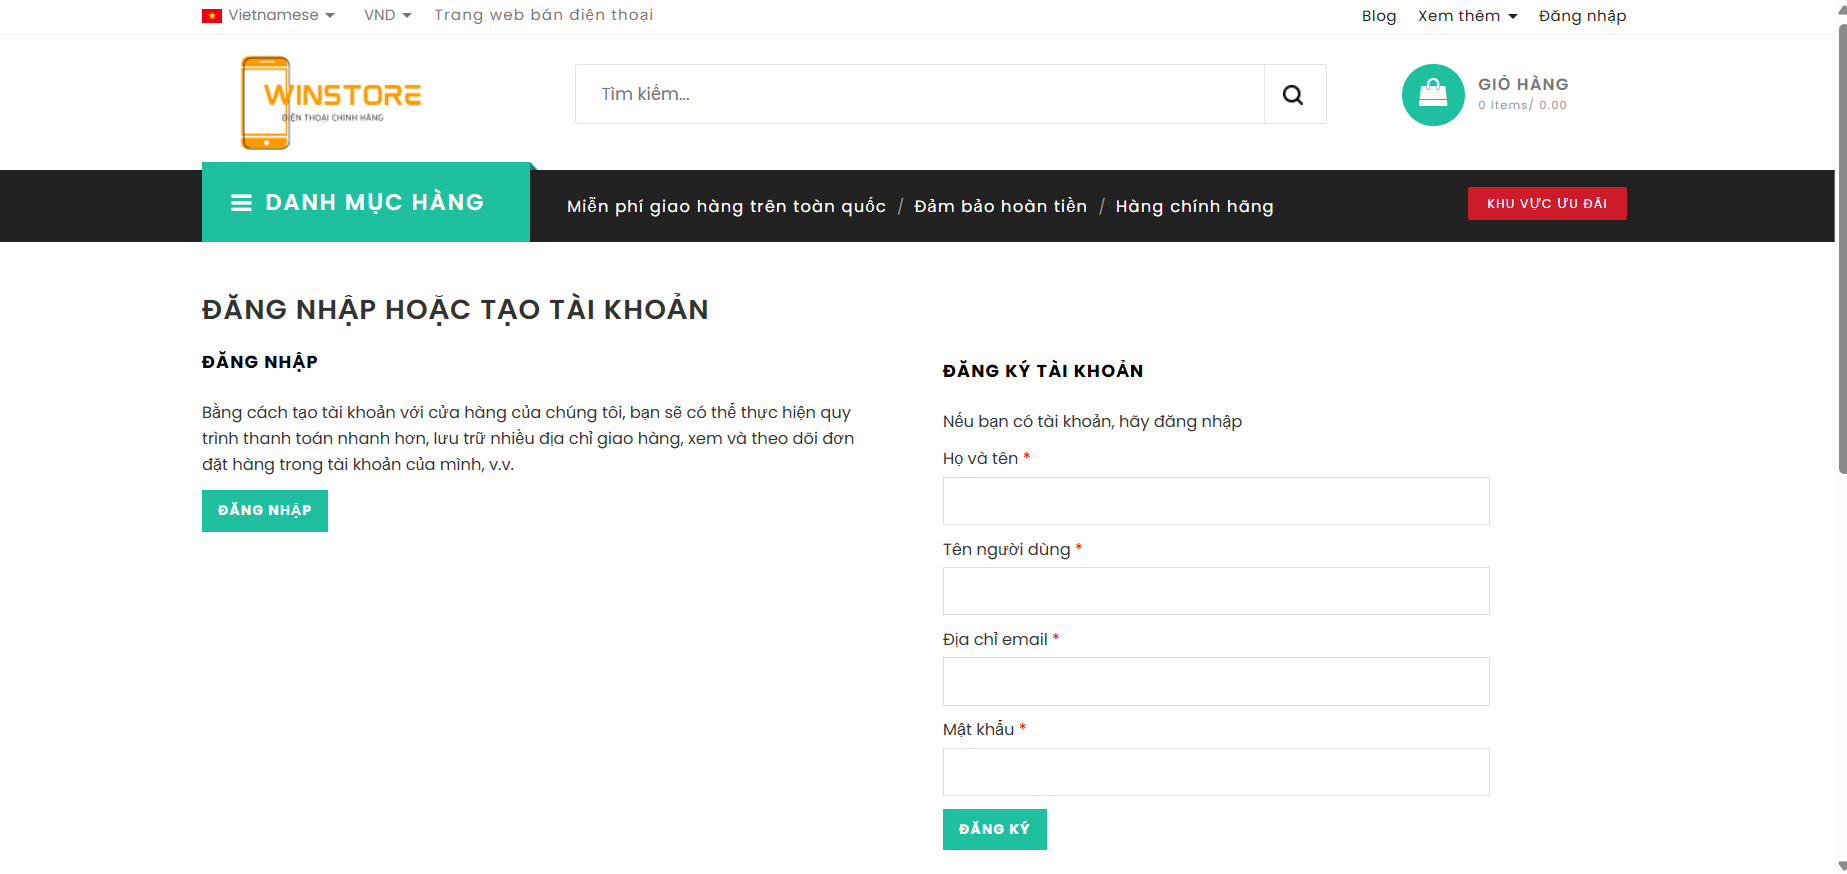 Vietnamese
VND
Trang web bán điện thoại
Blog
Xem thêm
Đăng nhập
WINSTORE
ĐIỆN THOẠI CHÍNH HÃNG
Tìm kiếm...
GIỎ HÀNG
0 Items/ 0.00
DANH MỤC HÀNG
Miễn phí giao hàng trên toàn quốc / Đảm bảo hoàn tiền / Hàng chính hãng
KHU VỰC ƯU ĐÃI
ĐĂNG NHẬP HOẶC TẠO TÀI KHOẢN
ĐĂNG NHẬP
Bằng cách tạo tài khoản với cửa hàng của chúng tôi, bạn sẽ có thể thực hiện quy
trình thanh toán nhanh hơn, lưu trữ nhiều địa chỉ giao hàng, xem và theo dõi đơn
đặt hàng trong tài khoản của mình, v.v.
ĐĂNG NHẬP
ĐĂNG KÝ TÀI KHOẢN
Nếu bạn có tài khoản, hãy đăng nhập
Họ và tên *
Tên người dùng *
Địa chỉ email *
Mật khẩu *
ĐĂNG KÝ